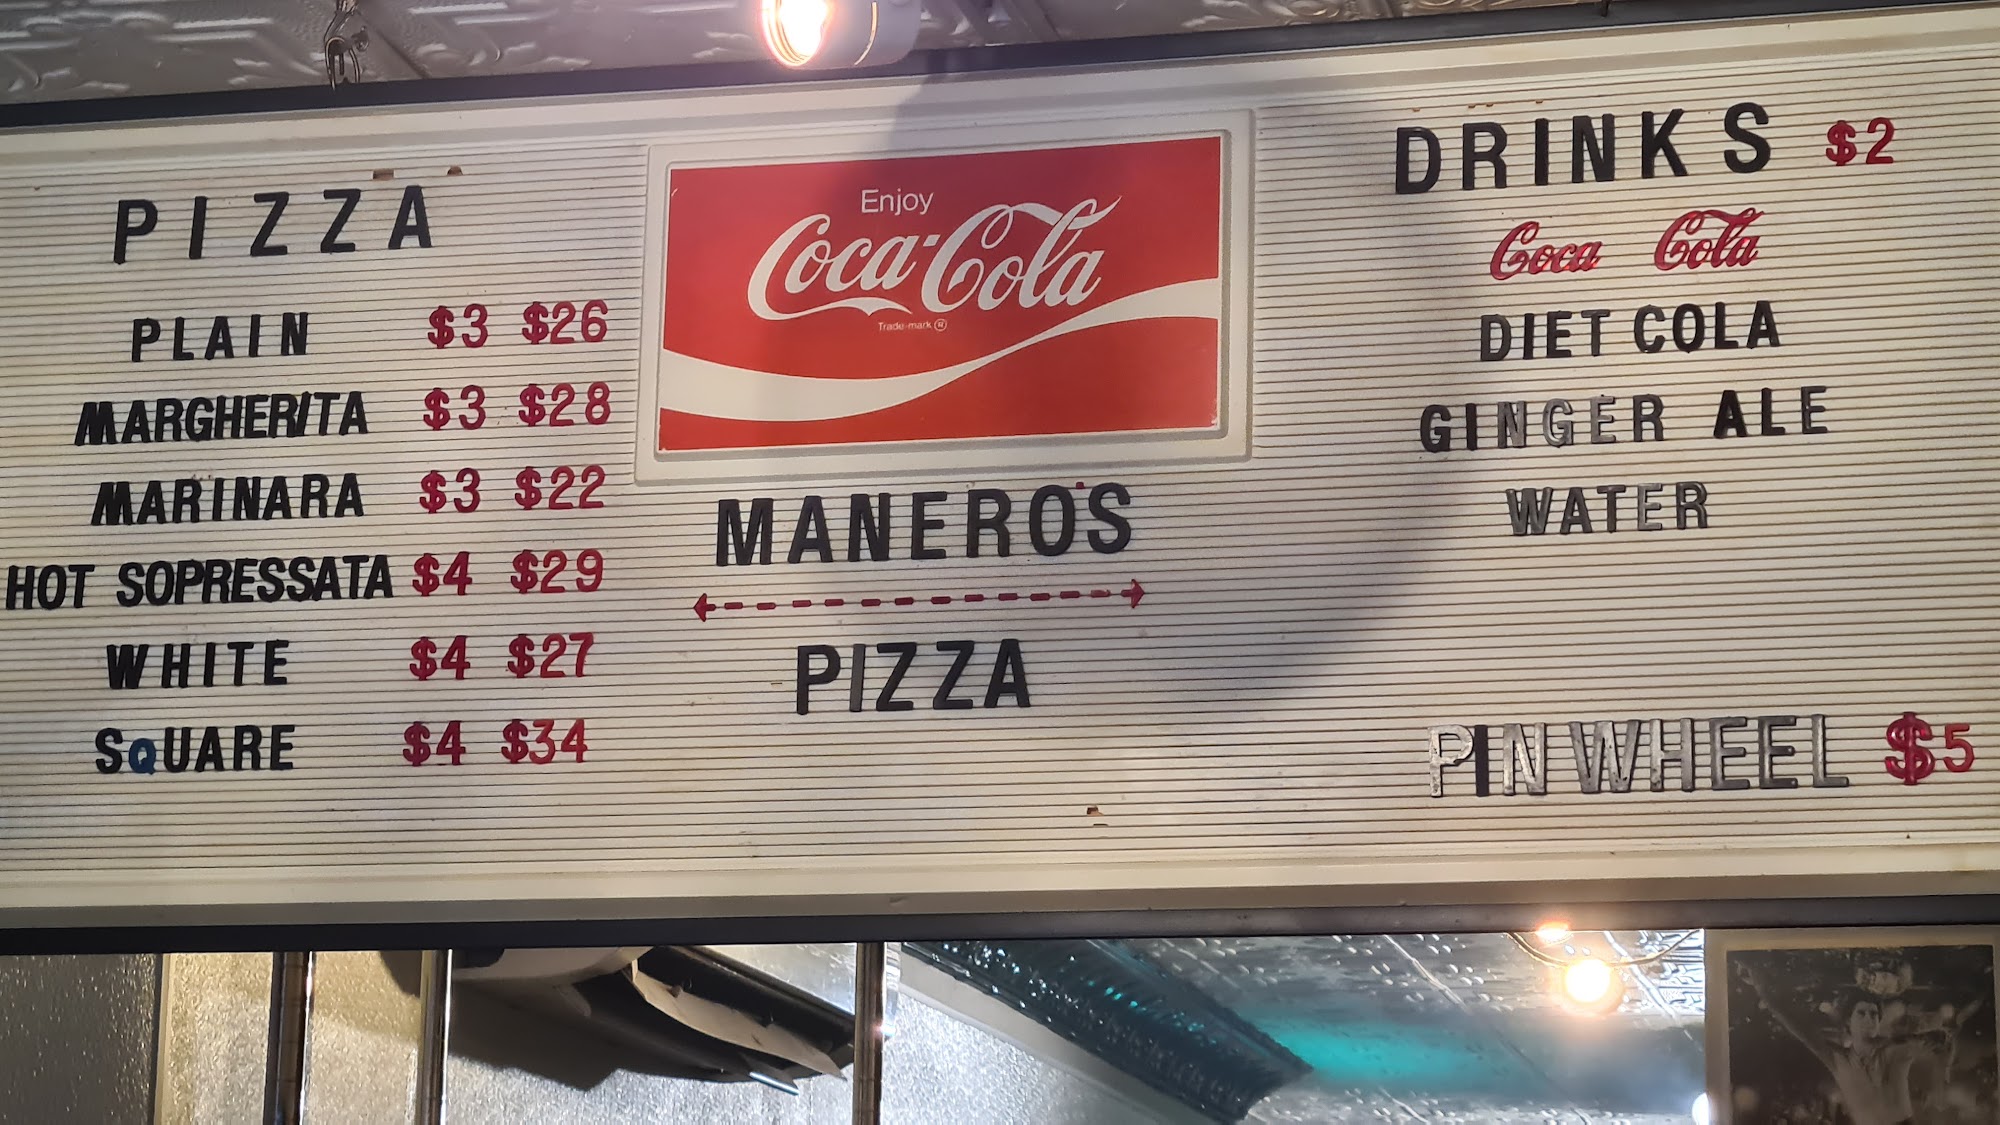 PIZZA
PLAIN $3 $26
MARGHERITA $3 $28
MARINARA $3 $22
HOT SOPRESSATA $4 $29
WHITE $4 $27
SQUARE $4 $34
Enjoy
Coca-Cola
Trade-mark ®
MANERO'S
PIZZA
DRINKS $2
Coca Cola
DIET COLA
GINGER ALE
WATER
PINWHEEL $5